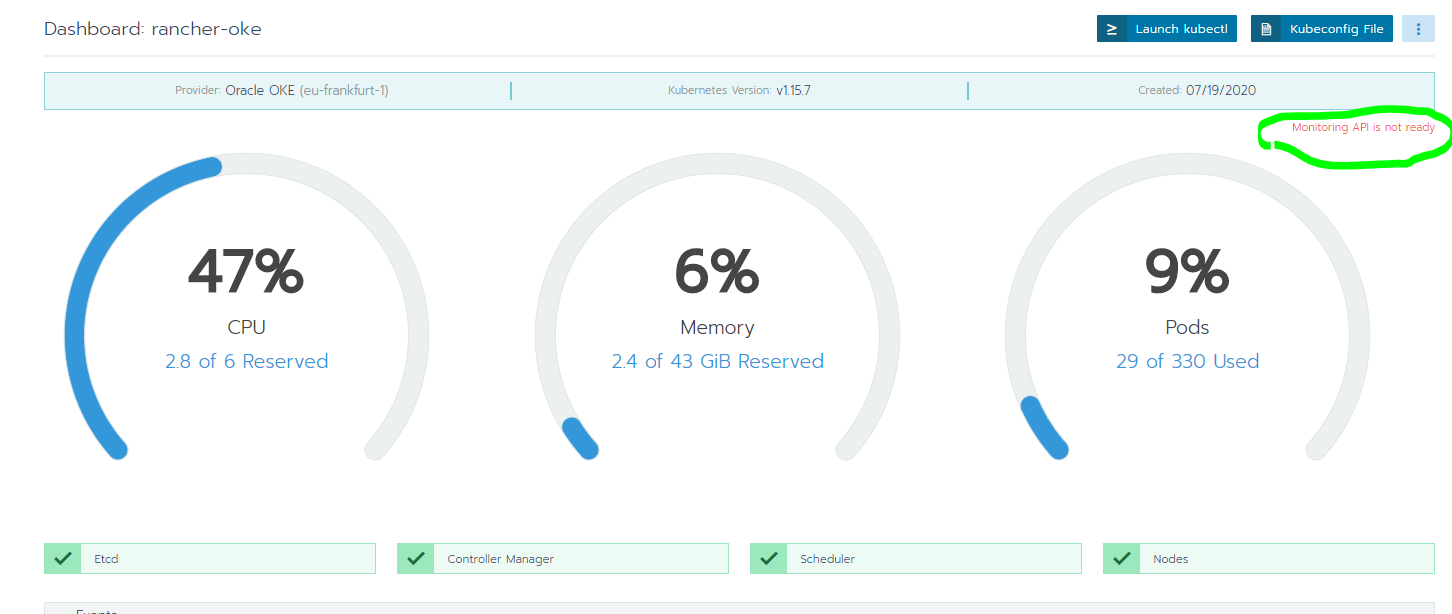 Dashboard: rancher-oke
Launch kubectl
Kubeconfig File
Provider: Oracle OKE (eu-frankfurt-1)
Kubernetes Version: v1.15.7
Created: 07/19/2020
Monitoring API is not ready
47%
CPU
2.8 of 6 Reserved
6%
Memory
2.4 of 43 GiB Reserved
9%
Pods
29 of 330 Used
Etcd
Controller Manager
Scheduler
Nodes
Events